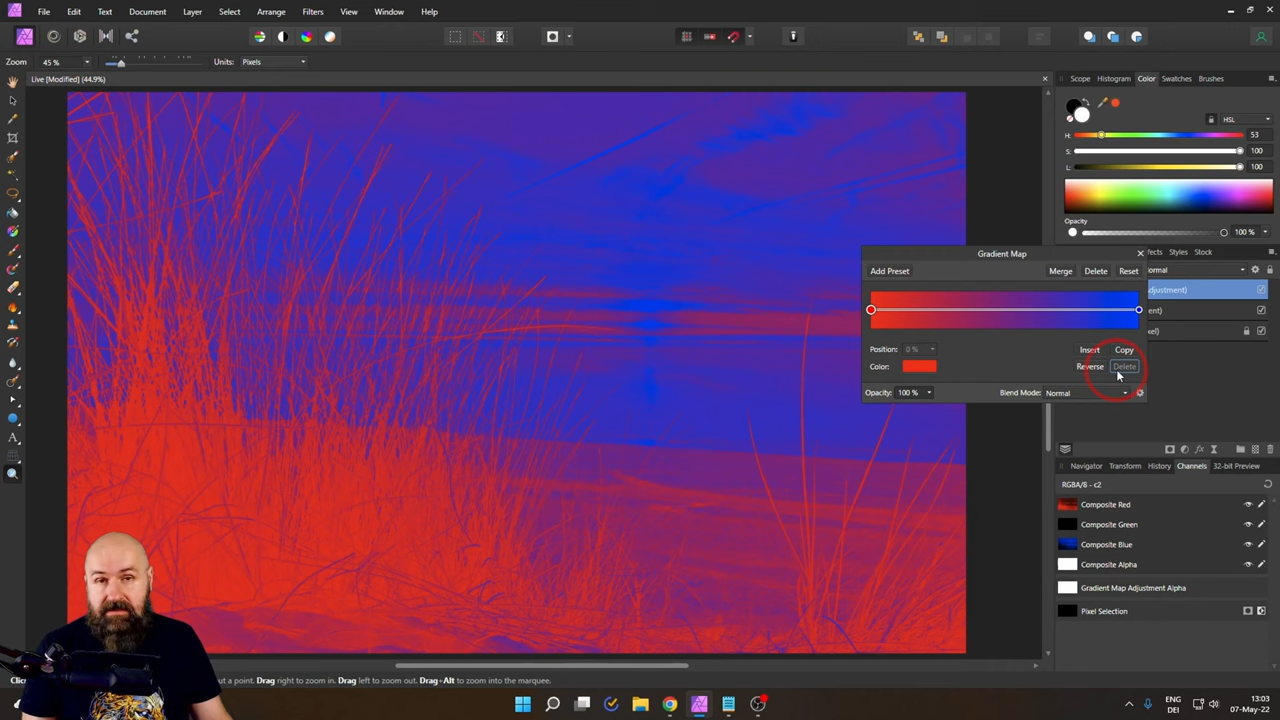 File Edit Text Document Layer Select Arrange Filters View Window Help
Zoom 45 % Units: Pixels
Live [Modified] (44.9%)
Scope Histogram Color Swatches Brushes
HSL
H: 53
S: 100
L: 100
Opacity
100 %
Styles Stock
Gradient Map
Add Preset Merge Delete Reset
Position: 0 % Insert Copy
Color: Reverse Delete
Opacity: 100 % Blend Mode: Normal
Navigator Transform History Channels 32-bit Preview
RGBA/8 - c2
Composite Red
Composite Green
Composite Blue
Composite Alpha
Gradient Map Adjustment Alpha
Pixel Selection
out a point. Drag right to zoom in, Drag left to zoom out. Drag+Alt to zoom into the marquee.
ENG 13:03
DEI 07-May-22